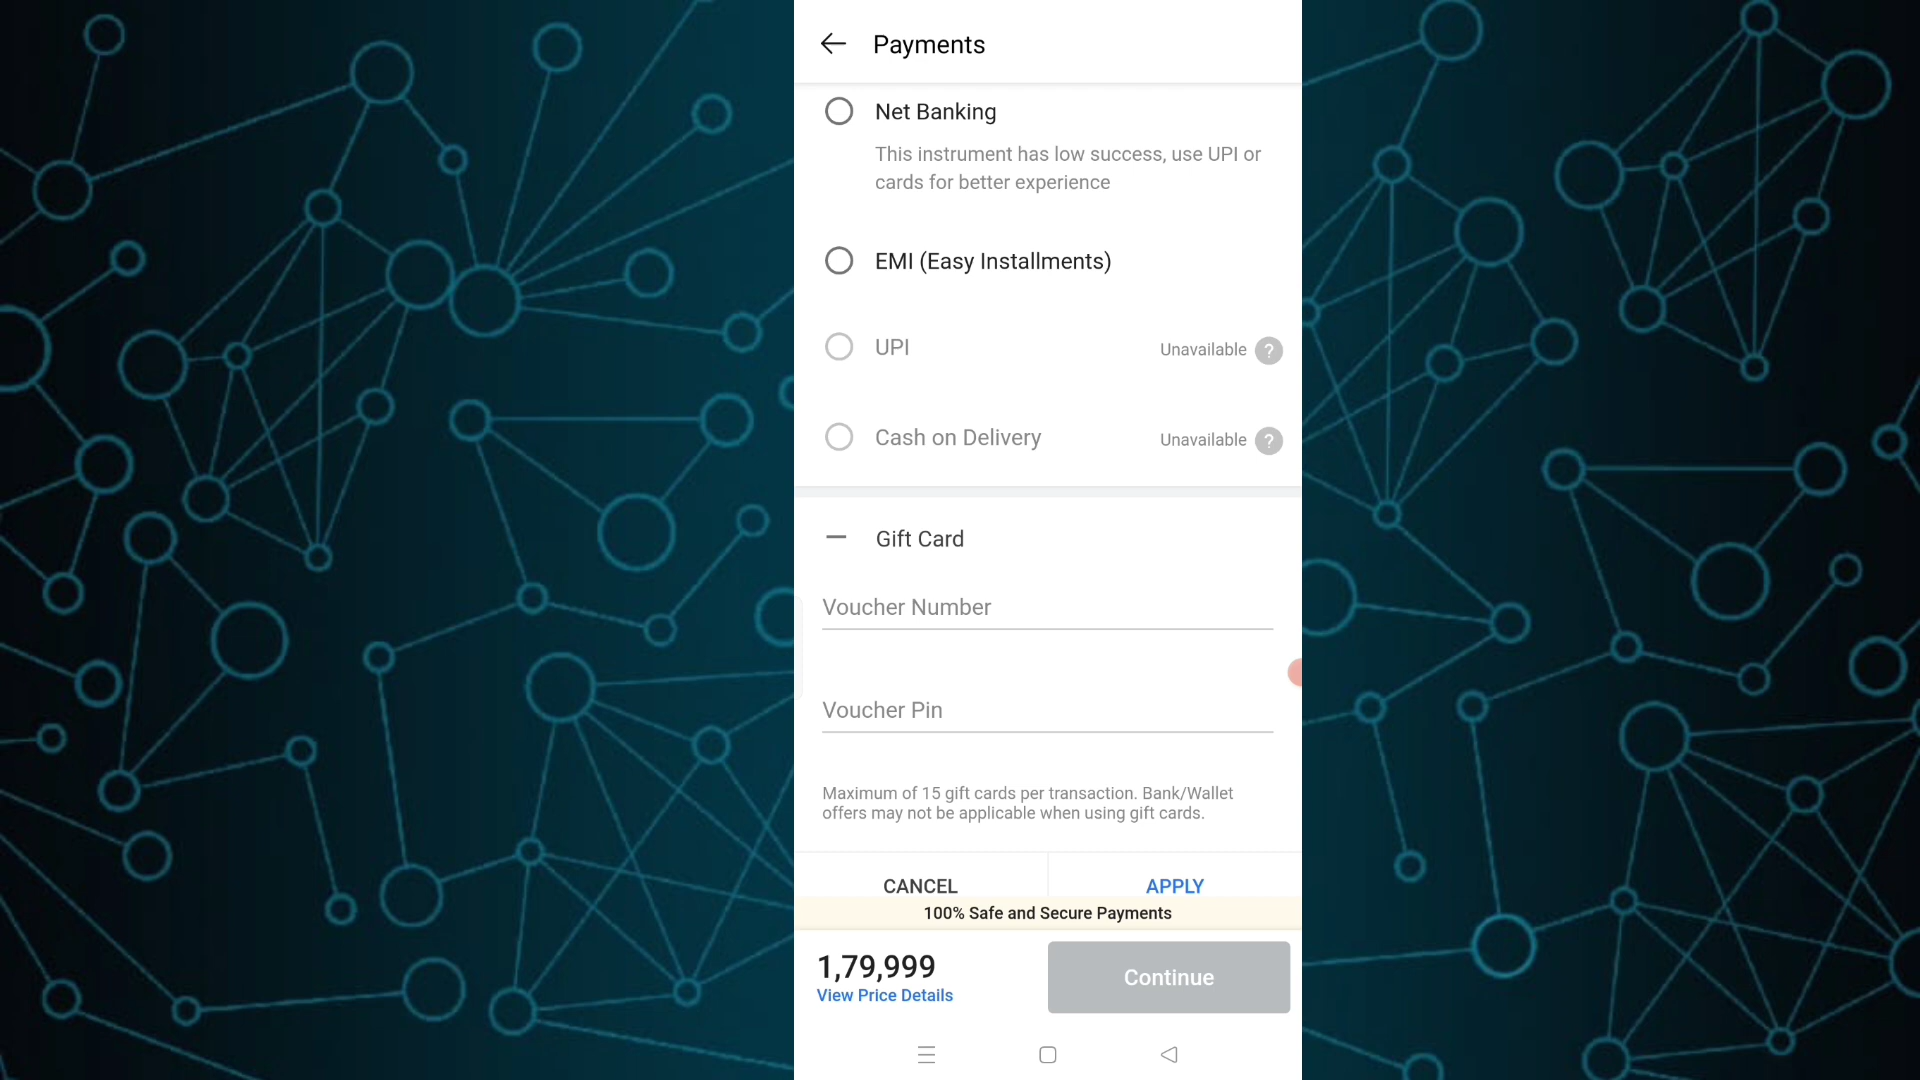 Payments
Net Banking
This instrument has low success, use UPI or
cards for better experience
EMI (Easy Installments)
UPI
Unavailable ?
Cash on Delivery
Unavailable ?
Gift Card
Voucher Number
Voucher Pin
Maximum of 15 gift cards per transaction. Bank/Wallet
offers may not be applicable when using gift cards.
CANCEL
APPLY
100% Safe and Secure Payments
1,79,999
View Price Details
Continue